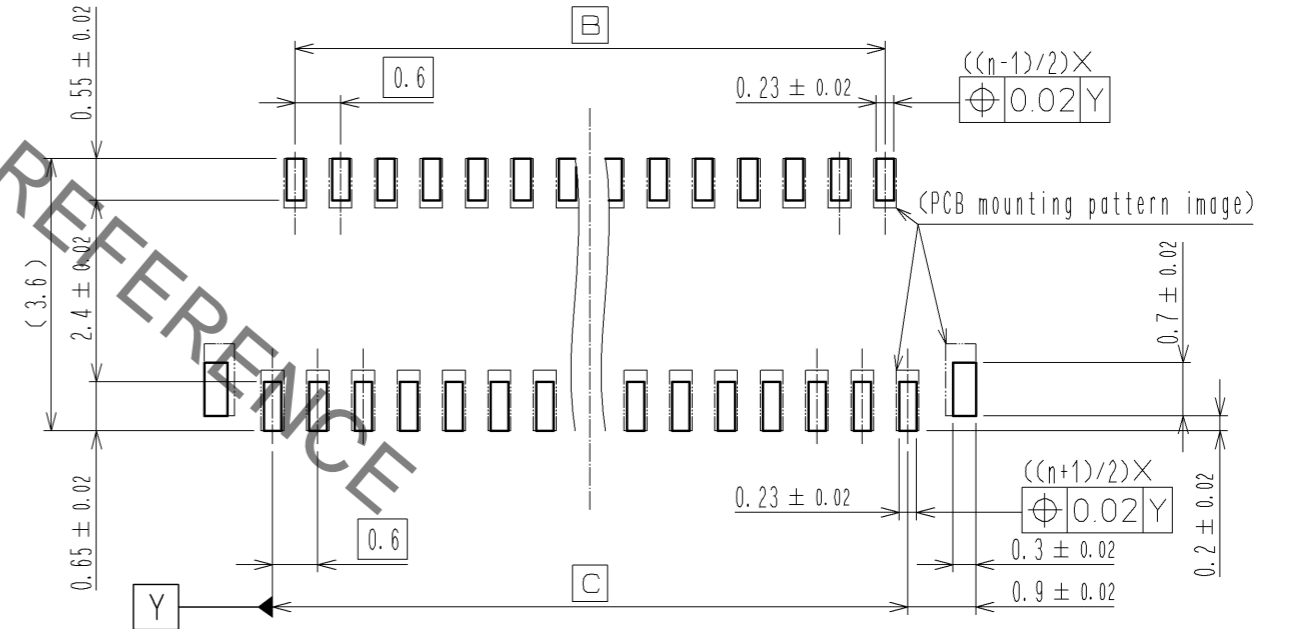 0.55 ± 0.02
B
0.6
0.23 ± 0.02
((n-1)/2)X
⌖ 0.02 Y
(PCB mounting pattern image)
(3.6)
2.4 ± 0.02
0.7 ± 0.02
REFERENCE
0.65 ± 0.02
0.6
0.23 ± 0.02
((n+1)/2)X
⌖ 0.02 Y
0.2 ± 0.02
0.3 ± 0.02
0.9 ± 0.02
C
Y